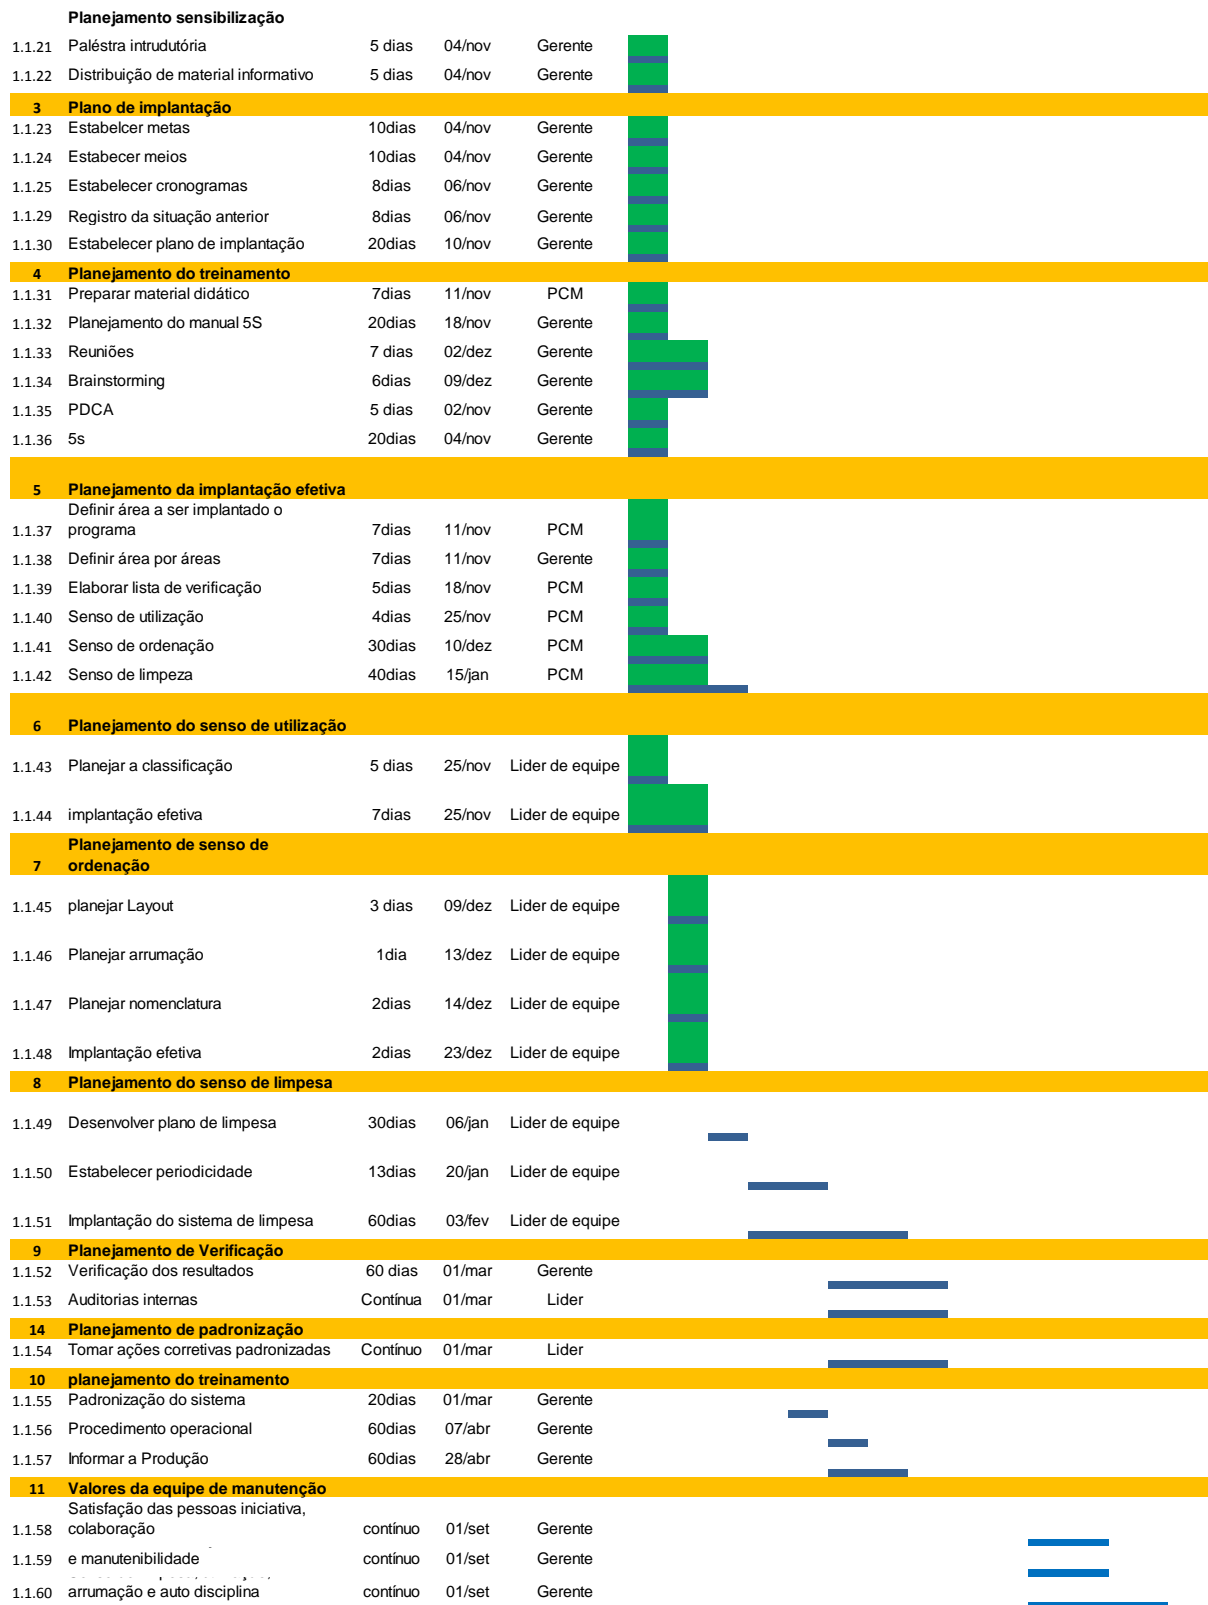 Planejamento sensibilização
1.1.21 Paléstra intrudutória 5 dias 04/nov Gerente
1.1.22 Distribuição de material informativo 5 dias 04/nov Gerente
3 Plano de implantação
1.1.23 Estabelcer metas 10dias 04/nov Gerente
1.1.24 Estabecer meios 10dias 04/nov Gerente
1.1.25 Estabelecer cronogramas 8dias 06/nov Gerente
1.1.29 Registro da situação anterior 8dias 06/nov Gerente
1.1.30 Estabelecer plano de implantação 20dias 10/nov Gerente
4 Planejamento do treinamento
1.1.31 Preparar material didático 7dias 11/nov PCM
1.1.32 Planejamento do manual 5S 20dias 18/nov Gerente
1.1.33 Reuniões 7 dias 02/dez Gerente
1.1.34 Brainstorming 6dias 09/dez Gerente
1.1.35 PDCA 5 dias 02/nov Gerente
1.1.36 5s 20dias 04/nov Gerente
5 Planejamento da implantação efetiva
Definir área a ser implantado o
1.1.37 programa 7dias 11/nov PCM
1.1.38 Definir área por áreas 7dias 11/nov Gerente
1.1.39 Elaborar lista de verificação 5dias 18/nov PCM
1.1.40 Senso de utilização 4dias 25/nov PCM
1.1.41 Senso de ordenação 30dias 10/dez PCM
1.1.42 Senso de limpeza 40dias 15/jan PCM
6 Planejamento do senso de utilização
1.1.43 Planejar a classificação 5 dias 25/nov Lider de equipe
1.1.44 implantação efetiva 7dias 25/nov Lider de equipe
Planejamento de senso de
7 ordenação
1.1.45 planejar Layout 3 dias 09/dez Lider de equipe
1.1.46 Planejar arrumação 1dia 13/dez Lider de equipe
1.1.47 Planejar nomenclatura 2dias 14/dez Lider de equipe
1.1.48 Implantação efetiva 2dias 23/dez Lider de equipe
8 Planejamento do senso de limpesa
1.1.49 Desenvolver plano de limpesa 30dias 06/jan Lider de equipe
1.1.50 Estabelecer periodicidade 13dias 20/jan Lider de equipe
1.1.51 Implantação do sistema de limpesa 60dias 03/fev Lider de equipe
9 Planejamento de Verificação
1.1.52 Verificação dos resultados 60 dias 01/mar Gerente
1.1.53 Auditorias internas Contínua 01/mar Lider
14 Planejamento de padronização
1.1.54 Tomar ações corretivas padronizadas Contínuo 01/mar Lider
10 planejamento do treinamento
1.1.55 Padronização do sistema 20dias 01/mar Gerente
1.1.56 Procedimento operacional 60dias 07/abr Gerente
1.1.57 Informar a Produção 60dias 28/abr Gerente
11 Valores da equipe de manutenção
Satisfação das pessoas iniciativa,
1.1.58 colaboração contínuo 01/set Gerente
1.1.59 e manutenibilidade contínuo 01/set Gerente
1.1.60 arrumação e auto disciplina contínuo 01/set Gerente